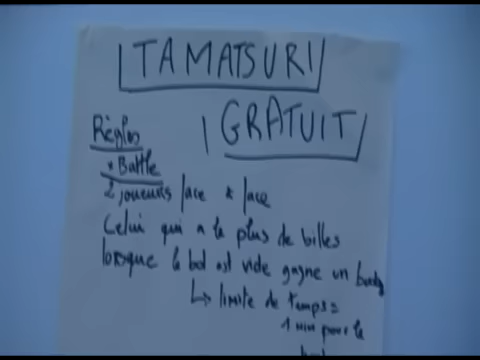 TAMATSURI
GRATUIT
Règles
* Battle
2 joueurs face * face
Celui qui a le plus de billes
lorsque le bol est vide gagne un
↳ limite de temps =
1 min pour le